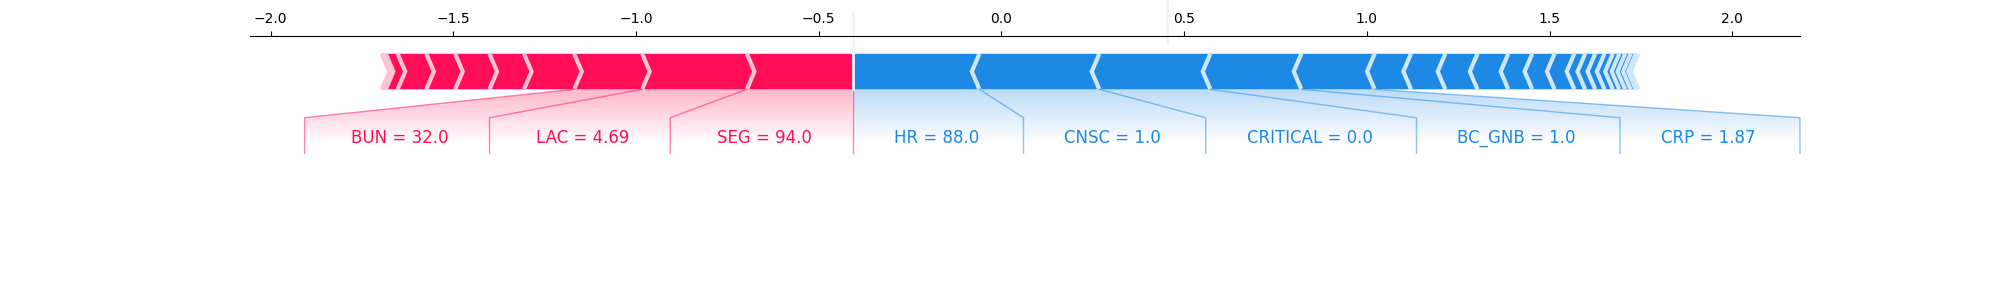 −2.0 −1.5 −1.0 −0.5 0.0 0.5 1.0 1.5 2.0
BUN = 32.0 LAC = 4.69 SEG = 94.0 HR = 88.0 CNSC = 1.0 CRITICAL = 0.0 BC_GNB = 1.0 CRP = 1.87